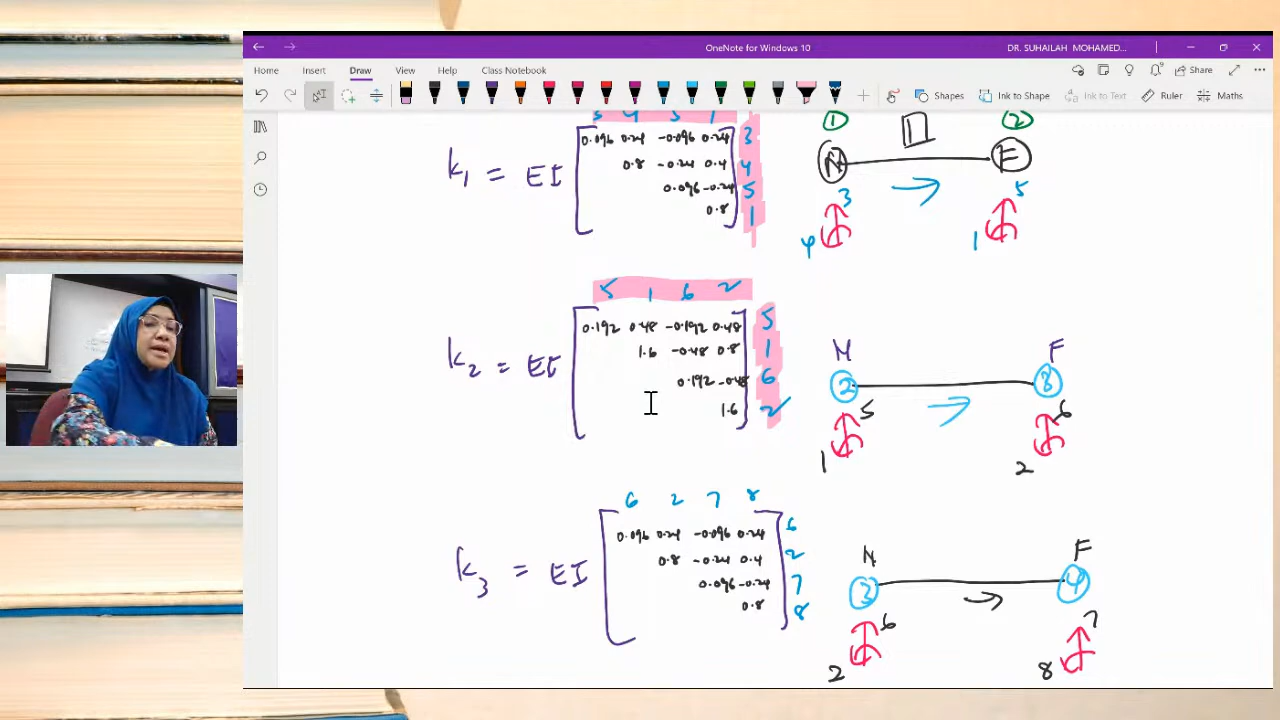 OneNote for Windows 10
DR. SUHAILAH MOHAMED...
Home Insert Draw View Help Class Notebook
Share
Shapes Ink to Shape Ink to Text Ruler Maths
3 4 5 1
k1 = EI
0.096 0.24 -0.096 0.24 3
0.8 -0.24 0.4 4
0.096 -0.24 5
0.8 1
1 2
1
N F
3 5
4 1
5 1 6 2
k2 = EI
0.192 0.48 -0.192 0.48 5
1.6 -0.48 0.8 1
0.192 -0.48 6
1.6 2
N F
2 3
5 6
1 2
6 2 7 8
k3 = EI
0.096 0.24 -0.096 0.24 6
0.8 -0.24 0.4 2
0.096 -0.24 7
0.8 8
N F
3 4
6 7
2 8